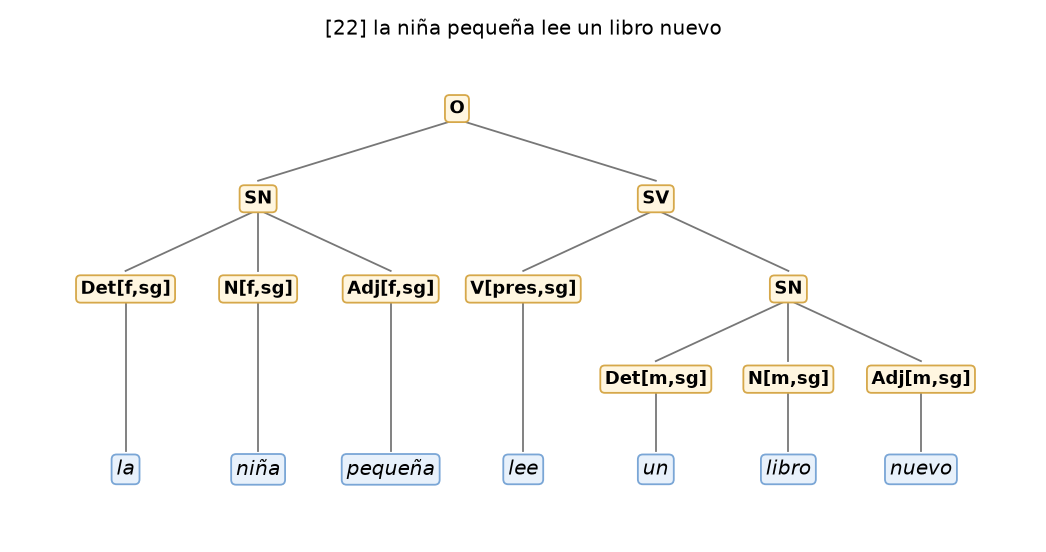 [22] la niña pequeña lee un libro nuevo
O
SN SV
Det[f,sg] N[f,sg] Adj[f,sg] V[pres,sg] SN
Det[m,sg] N[m,sg] Adj[m,sg]
la niña pequeña lee un libro nuevo